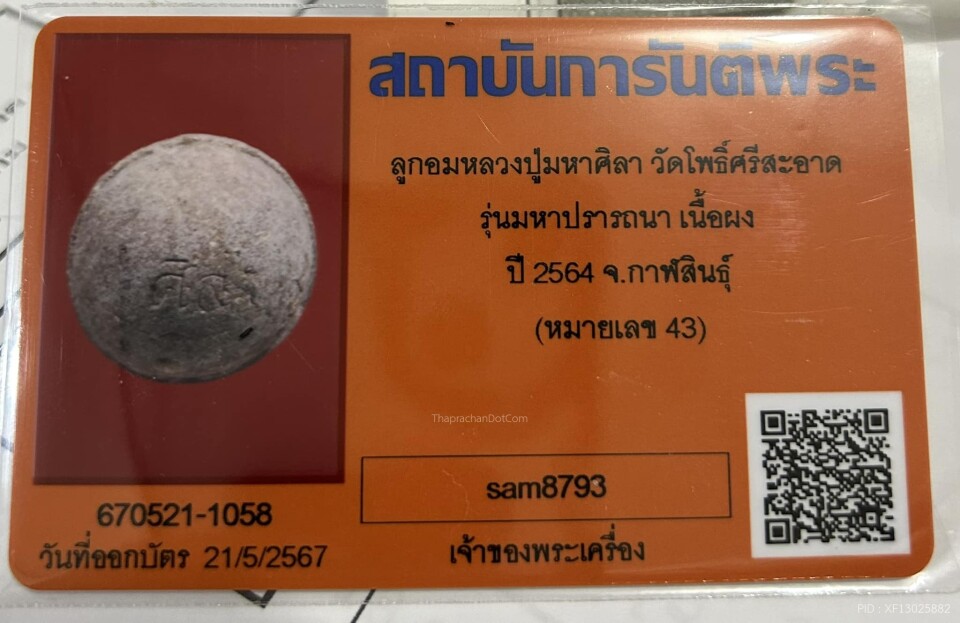 สถาบันการันตีพระ
ลูกอมหลวงปู่มหาศิลา วัดโพธิ์ศรีสะอาด
รุ่นมหาปรารถนา เนื้อผง
ปี 2564 จ.กาฬสินธุ์
(หมายเลข 43)
ศิลา
ThaprachanDotCom
sam8793
670521-1058
วันที่ออกบัตร 21/5/2567
เจ้าของพระเครื่อง
PID : XF13025882